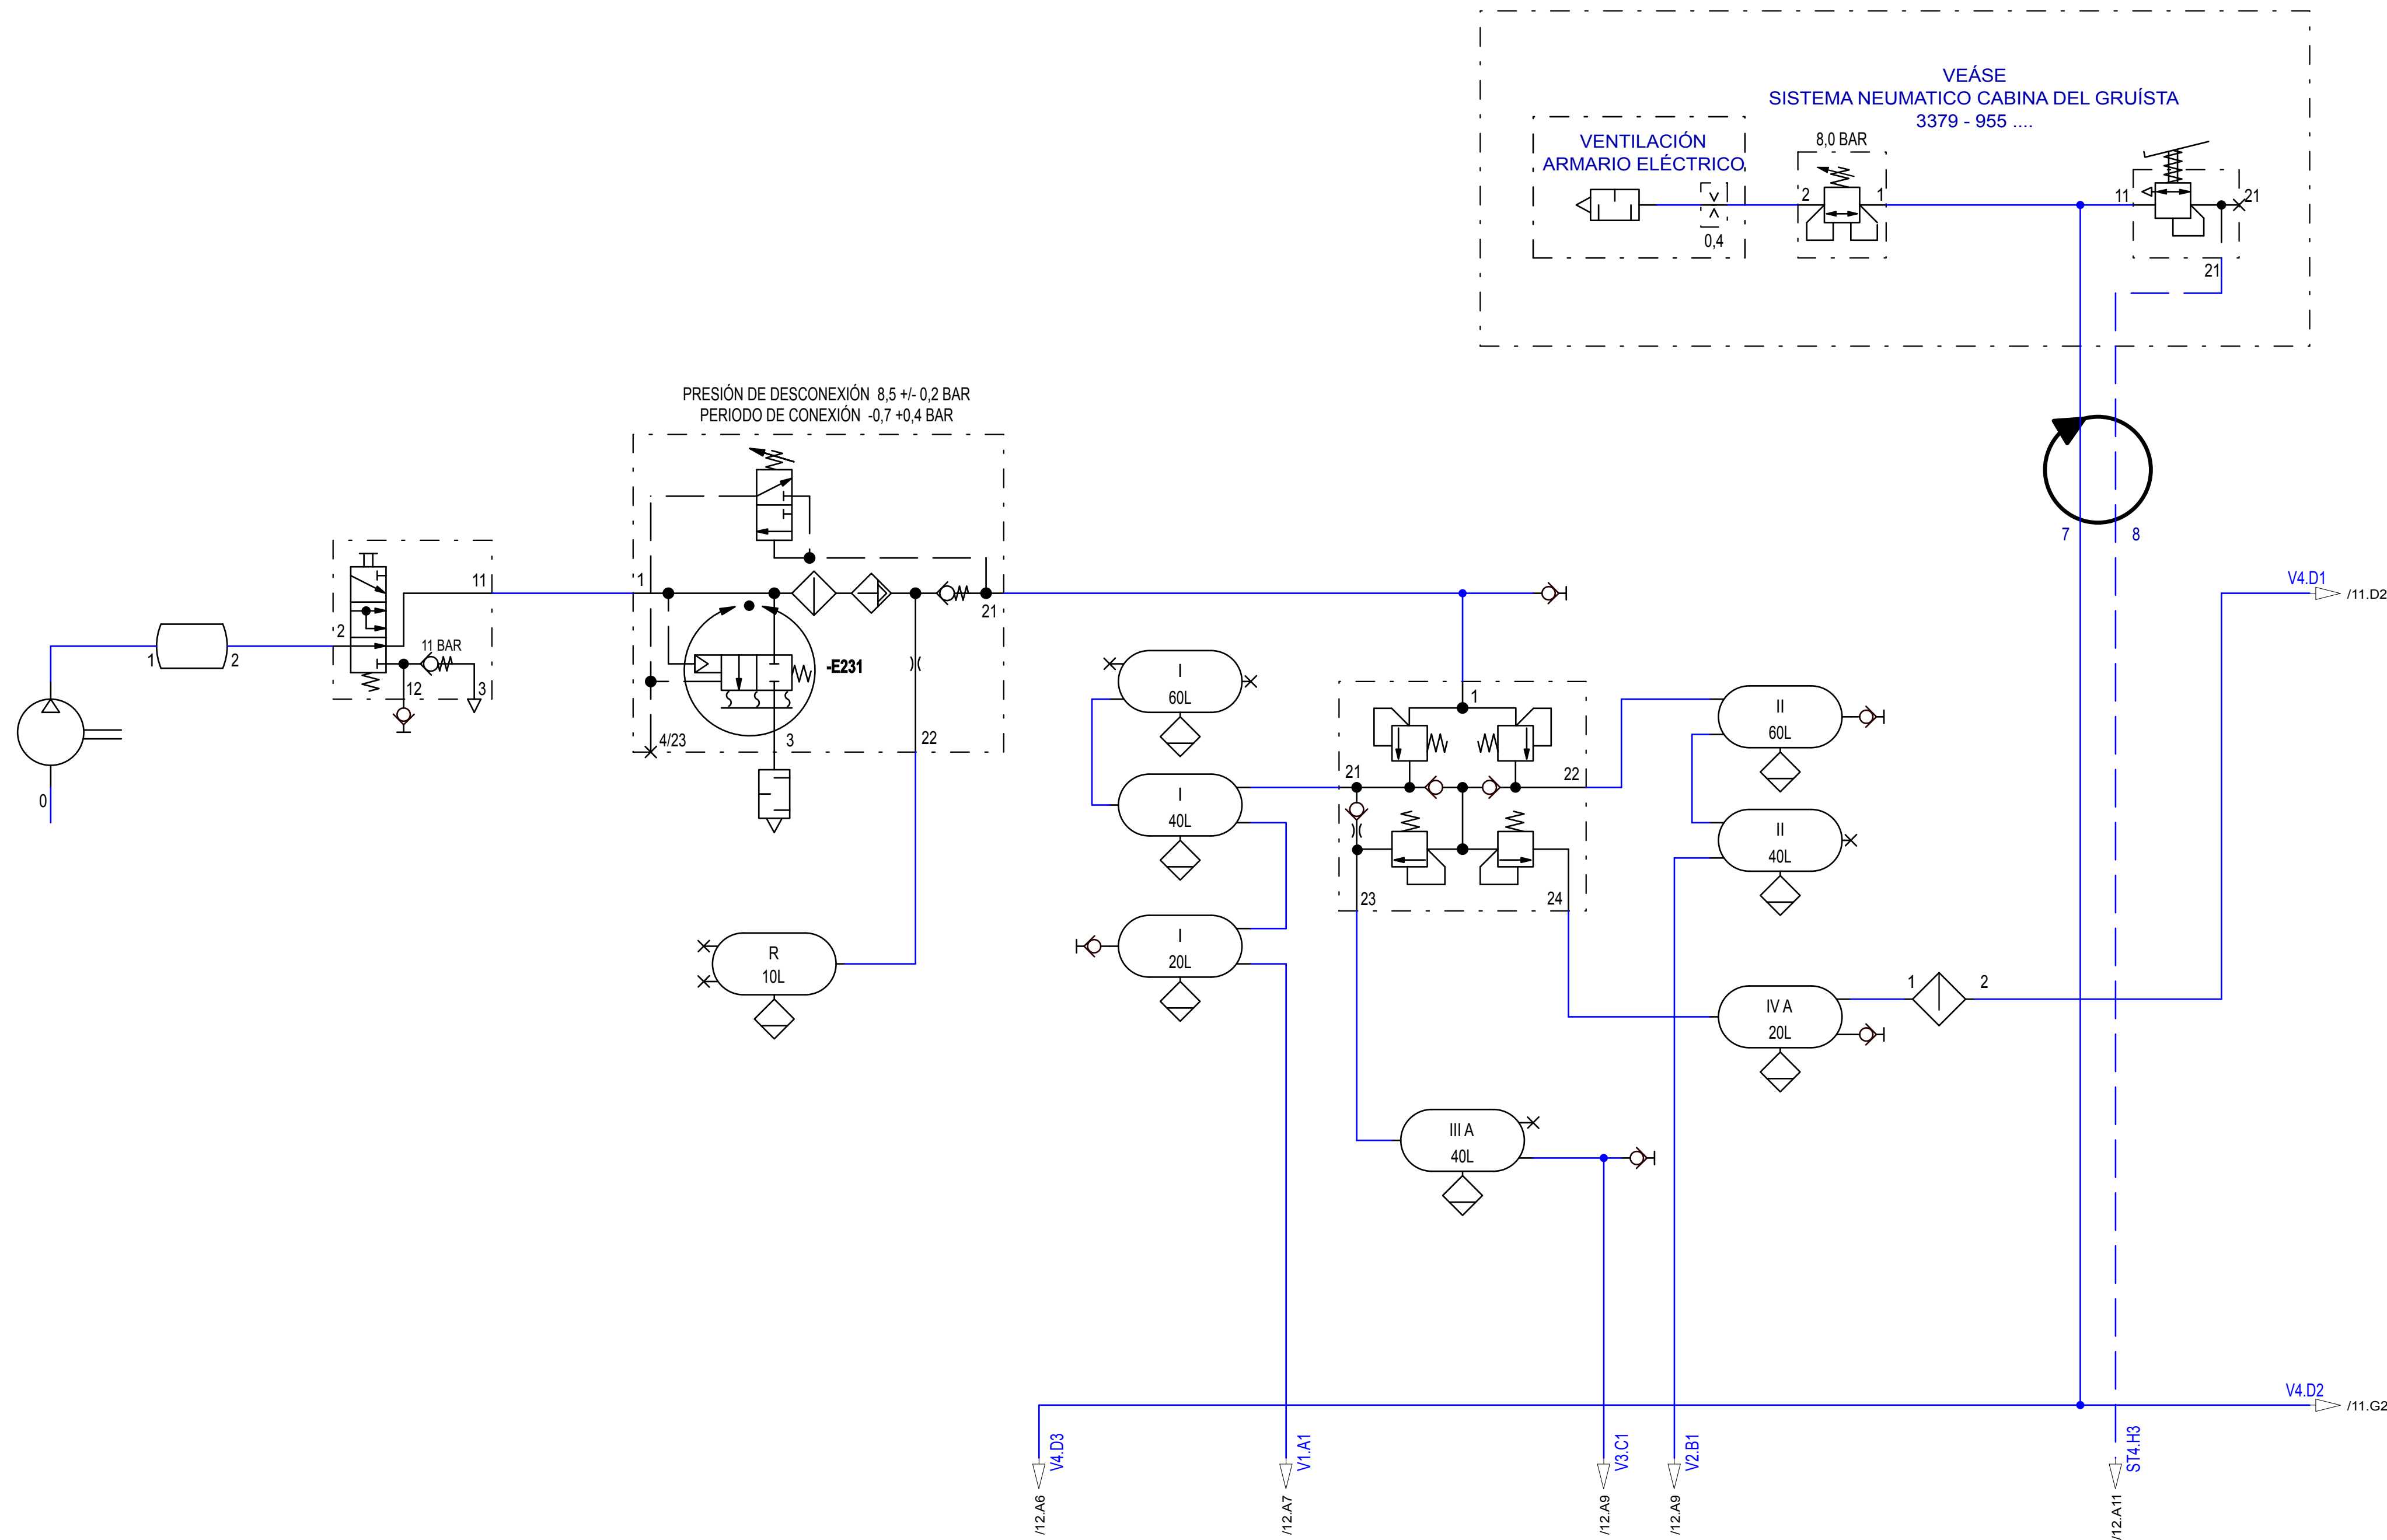 VEÁSE
SISTEMA NEUMATICO CABINA DEL GRUÍSTA
3379 - 955 ....
VENTILACIÓN
ARMARIO ELÉCTRICO
8,0 BAR
2
1
11
21
0,4
21
PRESIÓN DE DESCONEXIÓN 8,5 +/- 0,2 BAR
PERIODO DE CONEXIÓN -0,7 +0,4 BAR
7
8
V4.D1
/11.D2
11
1
21
2
11 BAR
1
2
12
3
-E231
4/23
3
22
0
I
60L
1
II
60L
21
22
I
40L
II
40L
23
24
I
20L
R
10L
IV A
20L
1
2
III A
40L
V4.D2
/11.G2
V4.D3
/12.A6
V1.A1
/12.A7
V3.C1
/12.A9
V2.B1
/12.A9
ST4.H3
/12.A11